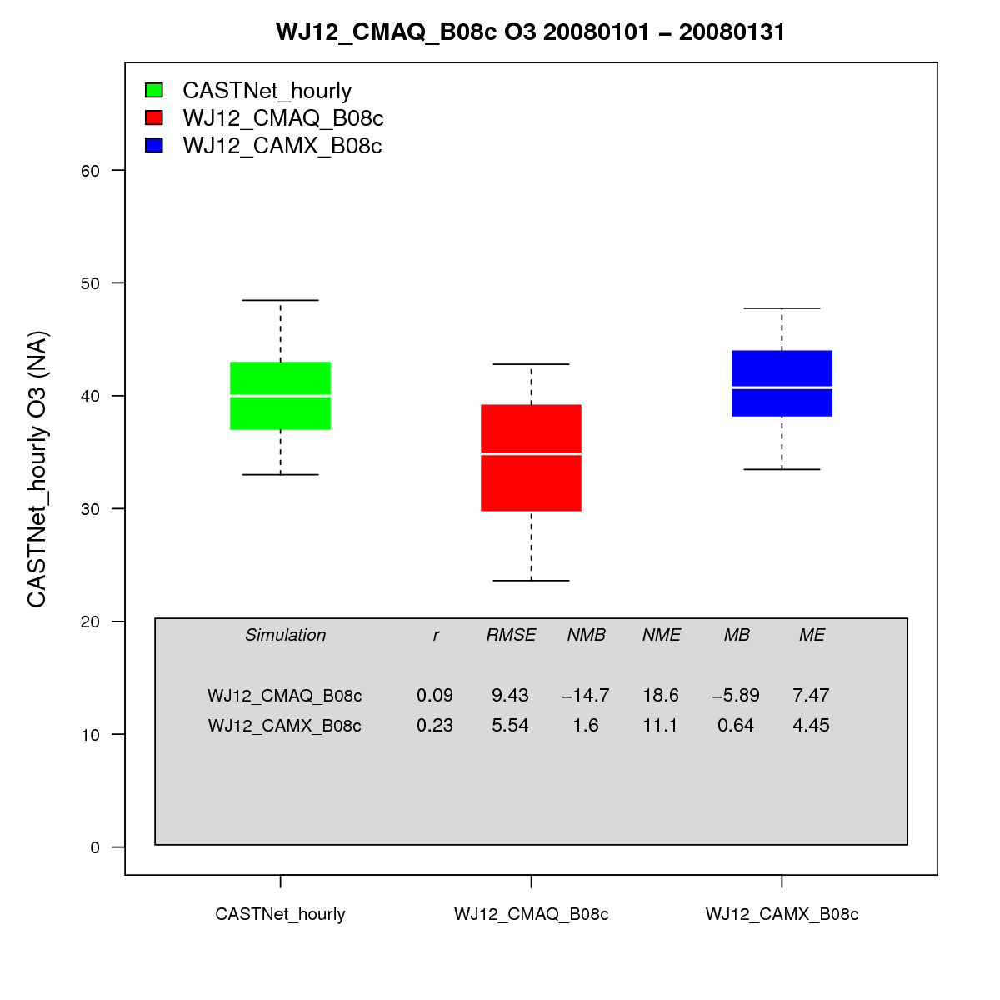 WJ12_CMAQ_B08c O3 20080101 − 20080131
CASTNet_hourly
WJ12_CMAQ_B08c
WJ12_CAMX_B08c
CASTNet_hourly O3 (NA)
60
50
40
30
20
10
0
Simulation r RMSE NMB NME MB ME
WJ12_CMAQ_B08c 0.09 9.43 −14.7 18.6 −5.89 7.47
WJ12_CAMX_B08c 0.23 5.54 1.6 11.1 0.64 4.45
CASTNet_hourly WJ12_CMAQ_B08c WJ12_CAMX_B08c